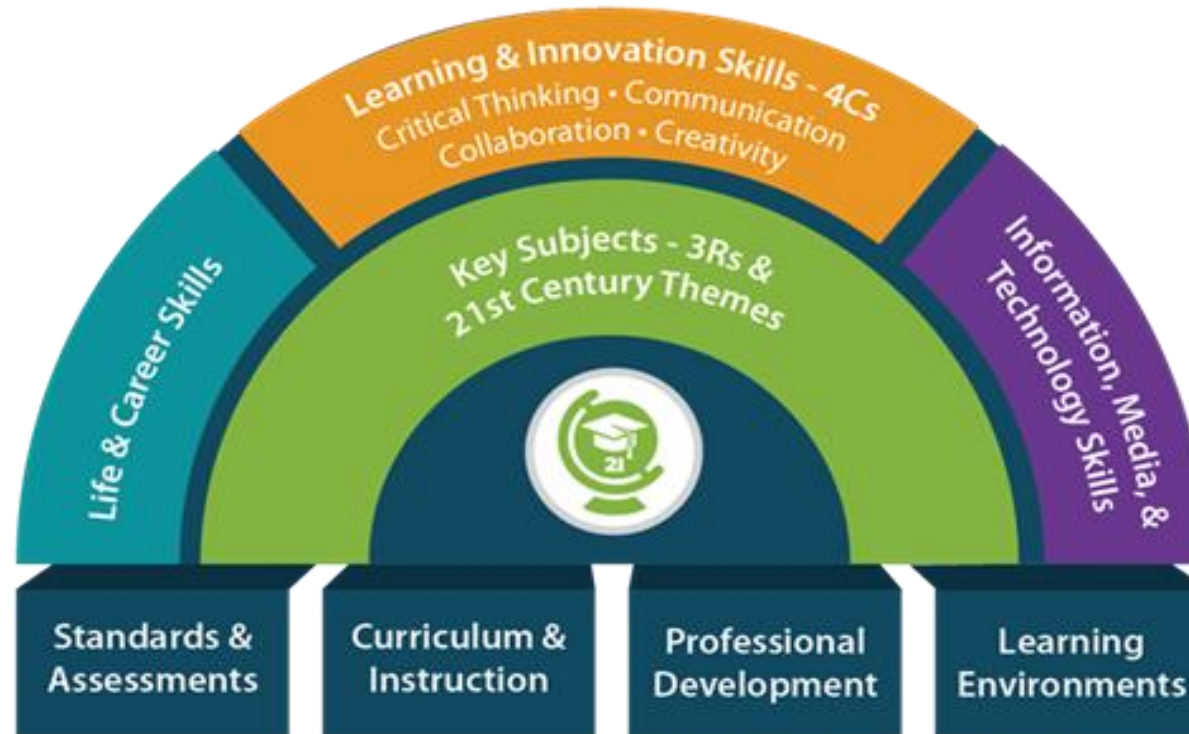 Learning & Innovation Skills - 4Cs
Critical Thinking • Communication
Collaboration • Creativity
Life & Career Skills
Key Subjects - 3Rs &
21st Century Themes
Information, Media, &
Technology Skills
21
Standards &
Assessments
Curriculum &
Instruction
Professional
Development
Learning
Environments